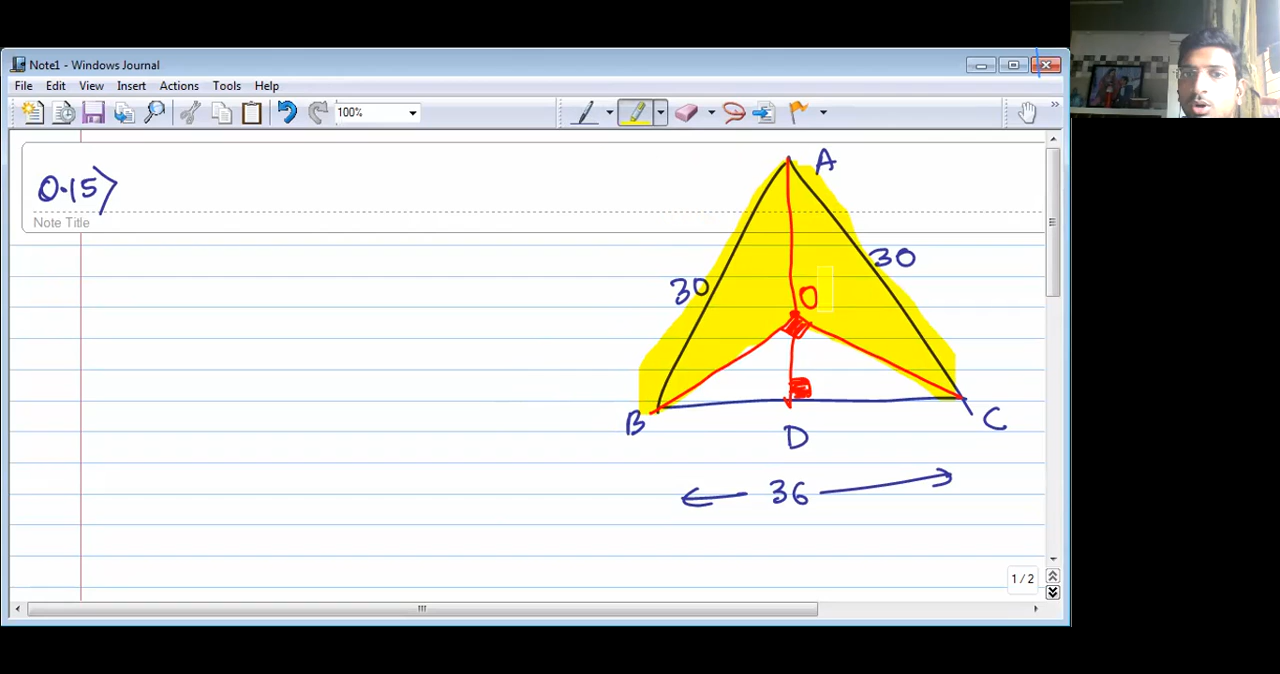 Note1 - Windows Journal
File Edit View Insert Actions Tools Help
100%
Q.15>
Note Title
A
30
30
O
B
D
C
36
1 / 2